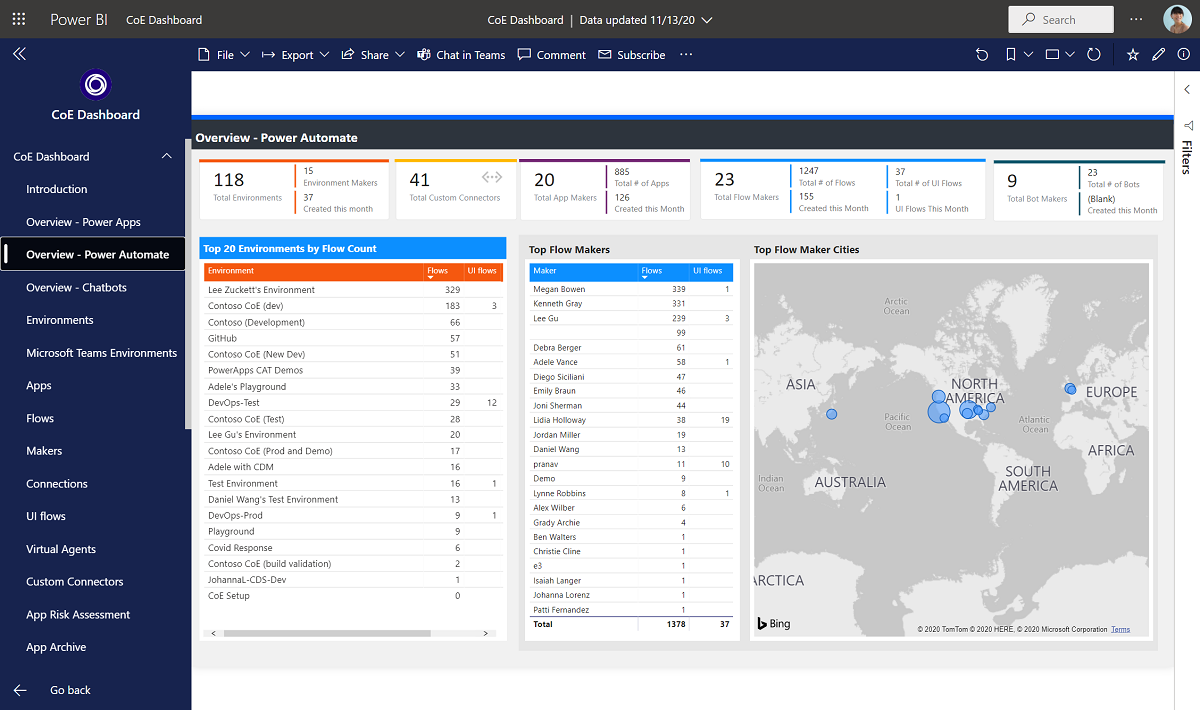 Power BI CoE Dashboard CoE Dashboard | Data updated 11/13/20 Search
File Export Share Chat in Teams Comment Subscribe
CoE Dashboard
CoE Dashboard
Introduction
Overview - Power Apps
Overview - Power Automate
Overview - Chatbots
Environments
Microsoft Teams Environments
Apps
Flows
Makers
Connections
UI flows
Virtual Agents
Custom Connectors
App Risk Assessment
App Archive
Go back
Overview - Power Automate
118
Total Environments
15
Environment Makers
37
Created this month
41
Total Custom Connectors
20
Total App Makers
885
Total # of Apps
126
Created this Month
23
Total Flow Makers
1247
Total # of Flows
155
Created this Month
37
Total # of UI Flows
1
UI Flows This Month
9
Total Bot Makers
23
Total # of Bots
(Blank)
Created this Month
Top 20 Environments by Flow Count
Environment Flows UI flows
Lee Zuckett's Environment 329
Contoso CoE (dev) 183 3
Contoso (Development) 66
GitHub 57
Contoso CoE (New Dev) 51
PowerApps CAT Demos 39
Adele's Playground 33
DevOps-Test 29 12
Contoso CoE (Test) 28
Lee Gu's Environment 20
Contoso CoE (Prod and Demo) 17
Adele with CDM 16
Test Environment 16 1
Daniel Wang's Test Environment 13
DevOps-Prod 9 1
Playground 9
Covid Response 6
Contoso CoE (build validation) 2
JohannaL-CDS-Dev 1
CoE Setup 0
Top Flow Makers
Maker Flows UI flows
Megan Bowen 339 1
Kenneth Gray 331
Lee Gu 239 3
99
Debra Berger 61
Adele Vance 58 1
Diego Siciliani 47
Emily Braun 46
Joni Sherman 44
Lidia Holloway 38 19
Jordan Miller 19
Daniel Wang 13
pranav 11 10
Demo 9
Lynne Robbins 8 1
Alex Wilber 6
Grady Archie 4
Ben Walters 1
Christie Cline 1
e3 1
Isaiah Langer 1
Johanna Lorenz 1
Patti Fernandez 1
Total 1378 37
Top Flow Maker Cities
Arctic
Ocean
ASIA
NORTH
AMERICA
EUROPE
Pacific
Ocean
Atlantic
Ocean
AFRICA
Indian
Ocean
AUSTRALIA
SOUTH
AMERICA
ARCTICA
Bing
© 2020 TomTom © 2020 HERE, © 2020 Microsoft Corporation Terms
Filters